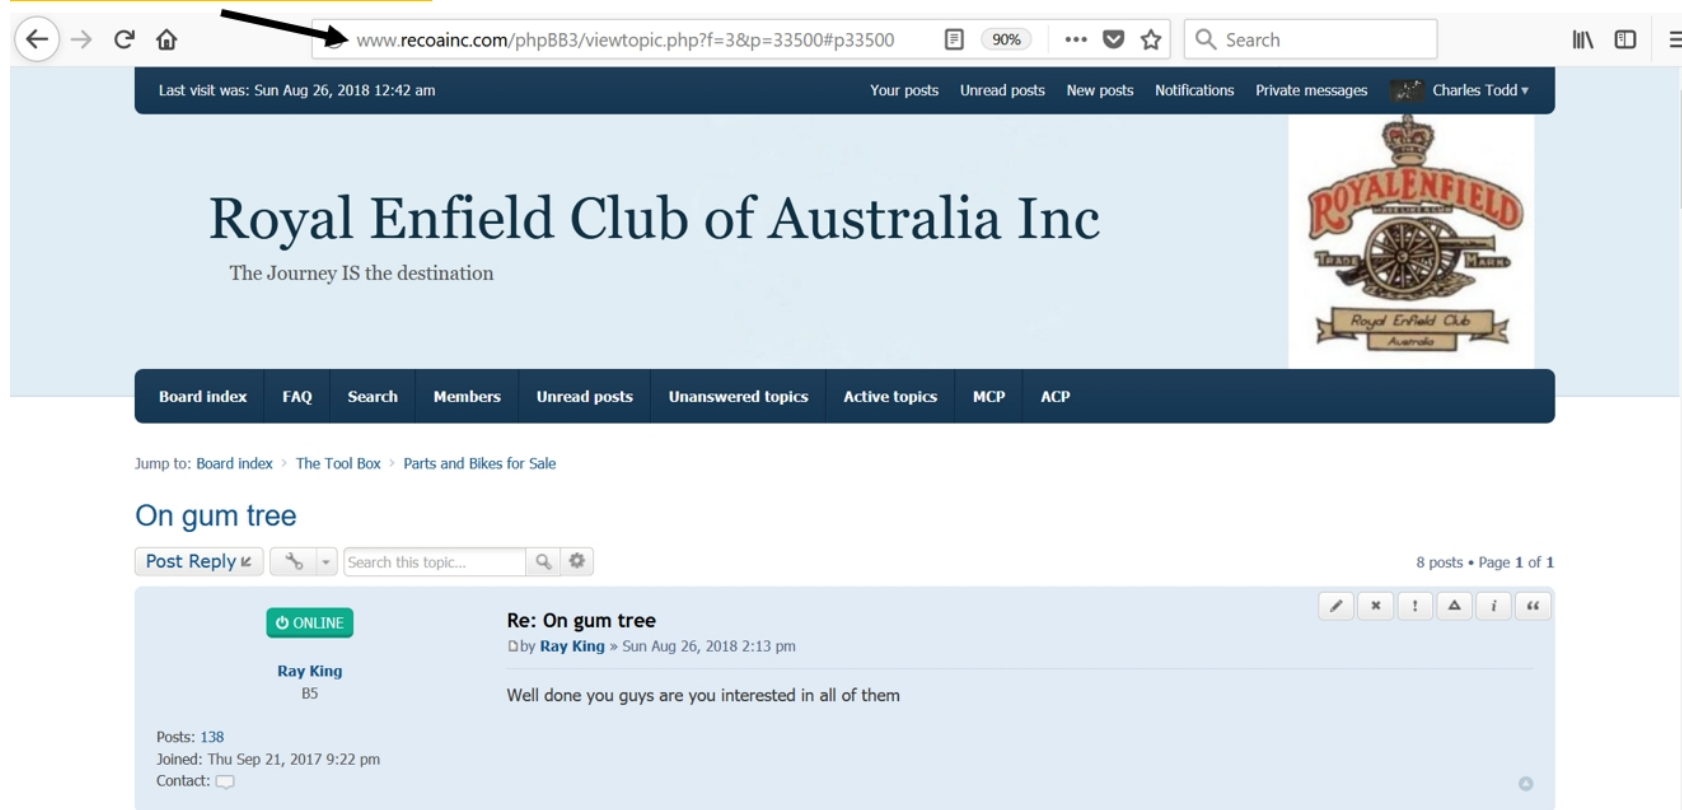 www.recoainc.com/phpBB3/viewtopic.php?f=3&p=33500#p33500 90% Search
Last visit was: Sun Aug 26, 2018 12:42 am Your posts Unread posts New posts Notifications Private messages Charles Todd
ROYAL ENFIELD
MADE LIKE A GUN
TRADE MARK
Royal Enfield Club
Australia
Royal Enfield Club of Australia Inc
The Journey IS the destination
Board index FAQ Search Members Unread posts Unanswered topics Active topics MCP ACP
Jump to: Board index > The Tool Box > Parts and Bikes for Sale
On gum tree
Post Reply Search this topic... 8 posts • Page 1 of 1
ONLINE
Ray King
B5
Posts: 138
Joined: Thu Sep 21, 2017 9:22 pm
Contact:
Re: On gum tree
by Ray King » Sun Aug 26, 2018 2:13 pm
Well done you guys are you interested in all of them